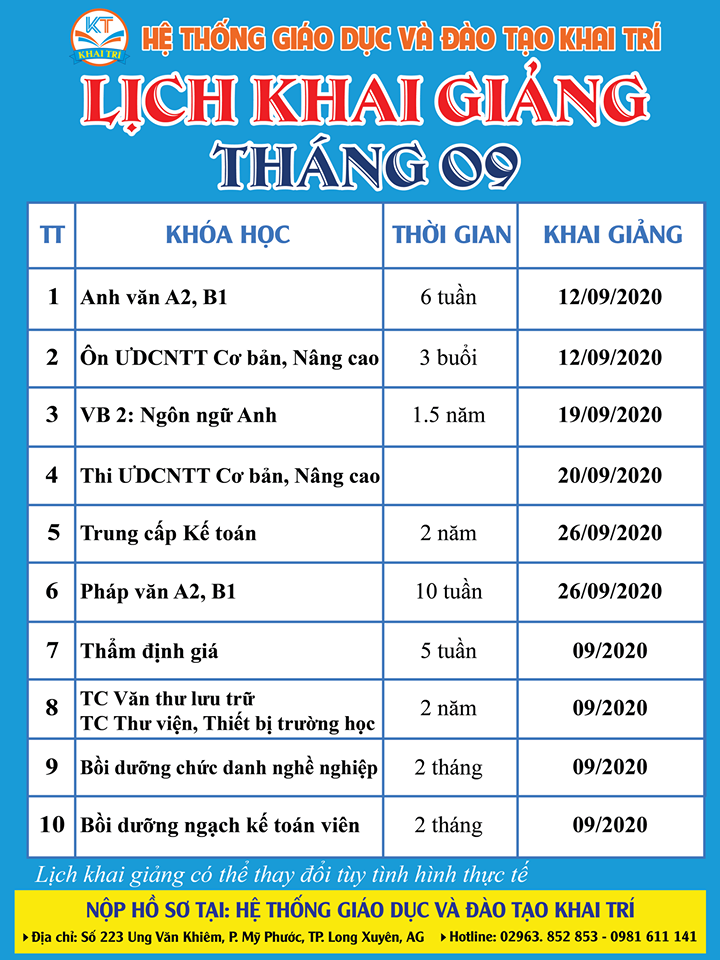 KT
KHAI TRÍ
HỆ THỐNG GIÁO DỤC VÀ ĐÀO TẠO KHAI TRÍ
LỊCH KHAI GIẢNG
THÁNG 09
TT KHÓA HỌC THỜI GIAN KHAI GIẢNG
1 Anh văn A2, B1 6 tuần 12/09/2020
2 Ôn ƯDCNTT Cơ bản, Nâng cao 3 buổi 12/09/2020
3 VB 2: Ngôn ngữ Anh 1.5 năm 19/09/2020
4 Thi ƯDCNTT Cơ bản, Nâng cao 20/09/2020
5 Trung cấp Kế toán 2 năm 26/09/2020
6 Pháp văn A2, B1 10 tuần 26/09/2020
7 Thẩm định giá 5 tuần 09/2020
8 TC Văn thư lưu trữ 2 năm 09/2020
TC Thư viện, Thiết bị trường học
9 Bồi dưỡng chức danh nghề nghiệp 2 tháng 09/2020
10 Bồi dưỡng ngạch kế toán viên 2 tháng 09/2020
Lịch khai giảng có thể thay đổi tùy tình hình thực tế
NỘP HỒ SƠ TẠI: HỆ THỐNG GIÁO DỤC VÀ ĐÀO TẠO KHAI TRÍ
Địa chỉ: Số 223 Ung Văn Khiêm, P. Mỹ Phước, TP. Long Xuyên, AG Hotline: 02963. 852 853 - 0981 611 141